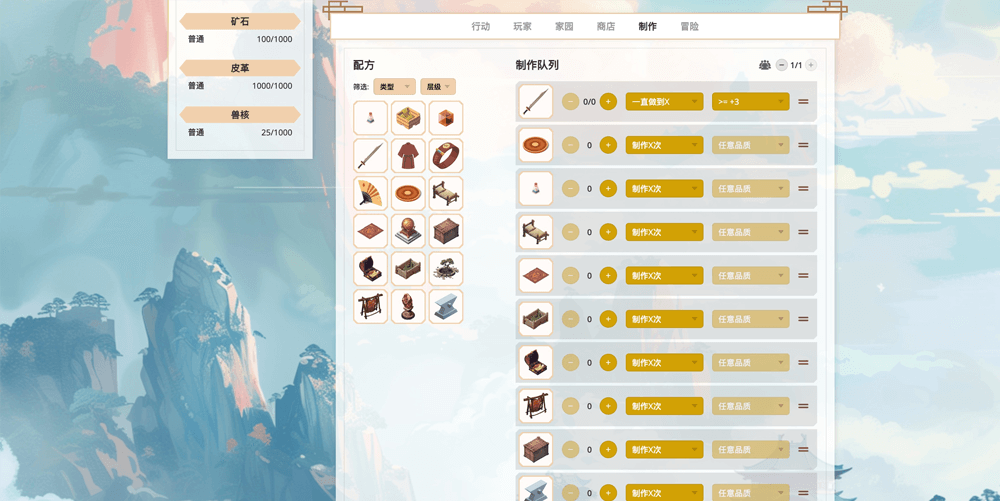 矿石
普通 100/1000
皮革
普通 1000/1000
兽核
普通 25/1000
行动 玩家 家园 商店 制作 冒险
配方
筛选: 类型 层级
制作队列
− 1/1 +
− 0/0 + 一直做到X >= +3
− 0 + 制作X次 任意品质
− 0 + 制作X次 任意品质
− 0 + 制作X次 任意品质
− 0 + 制作X次 任意品质
− 0 + 制作X次 任意品质
− 0 + 制作X次 任意品质
− 0 + 制作X次 任意品质
− 0 + 制作X次 任意品质
− 0 + 制作X次 任意品质